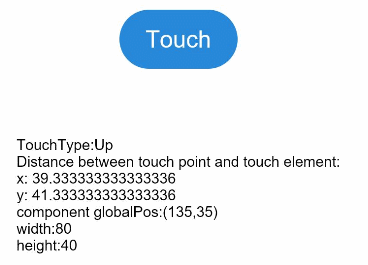 Touch
TouchType:Up
Distance between touch point and touch element:
x: 39.333333333333336
y: 41.333333333333336
component globalPos:(135,35)
width:80
height:40